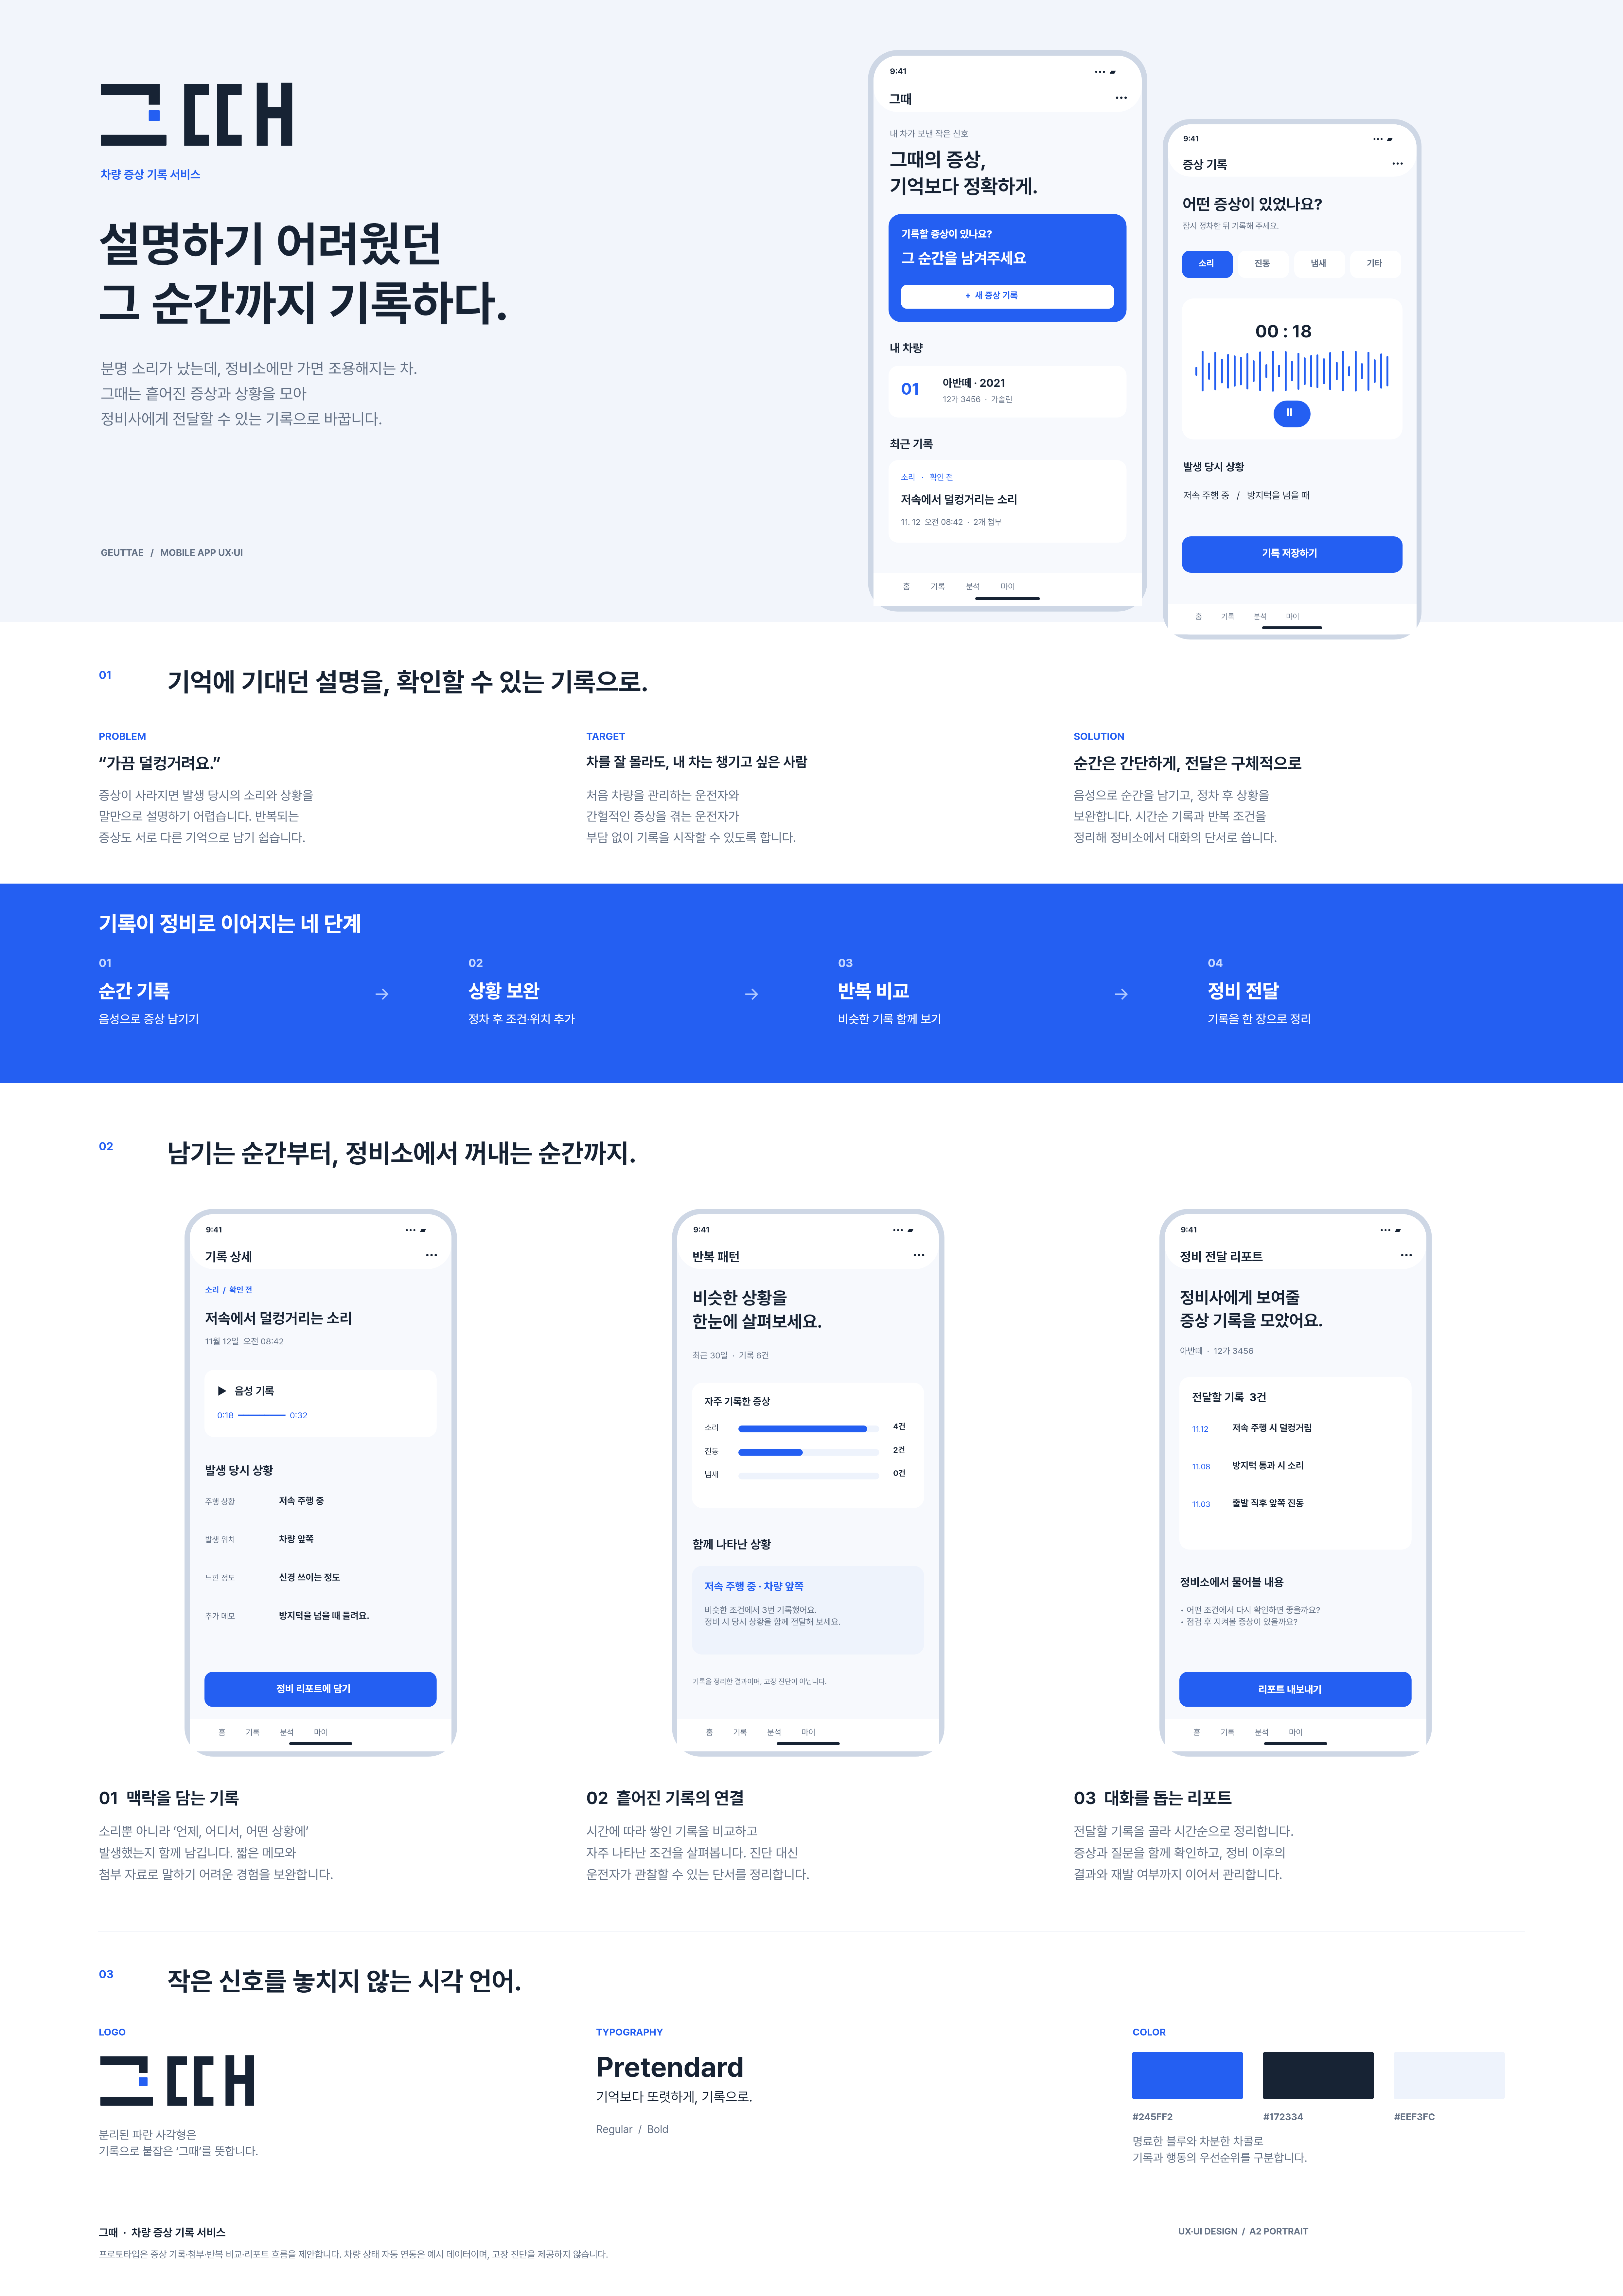 그때
차량 증상 기록 서비스
설명하기 어려웠던
그 순간까지 기록하다.
분명 소리가 났는데, 정비소에만 가면 조용해지는 차.
그때는 흩어진 증상과 상황을 모아
정비사에게 전달할 수 있는 기록으로 바꿉니다.
GEUTTAE / MOBILE APP UX·UI
9:41
그때
내 차가 보낸 작은 신호
그때의 증상,
기억보다 정확하게.
기록할 증상이 있나요?
그 순간을 남겨주세요
+ 새 증상 기록
내 차량
01
아반떼 · 2021
12가 3456 · 가솔린
최근 기록
소리 · 확인 전
저속에서 덜컹거리는 소리
11. 12 오전 08:42 · 2개 첨부
홈 기록 분석 마이
9:41
증상 기록
어떤 증상이 있었나요?
잠시 정차한 뒤 기록해 주세요.
소리 진동 냄새 기타
00 : 18
발생 당시 상황
저속 주행 중 / 방지턱을 넘을 때
기록 저장하기
홈 기록 분석 마이
01
기억에 기대던 설명을, 확인할 수 있는 기록으로.
PROBLEM
“가끔 덜컹거려요.”
증상이 사라지면 발생 당시의 소리와 상황을
말만으로 설명하기 어렵습니다. 반복되는
증상도 서로 다른 기억으로 남기 쉽습니다.
TARGET
차를 잘 몰라도, 내 차는 챙기고 싶은 사람
처음 차량을 관리하는 운전자와
간헐적인 증상을 겪는 운전자가
부담 없이 기록을 시작할 수 있도록 합니다.
SOLUTION
순간은 간단하게, 전달은 구체적으로
음성으로 순간을 남기고, 정차 후 상황을
보완합니다. 시간순 기록과 반복 조건을
정리해 정비소에서 대화의 단서로 씁니다.
기록이 정비로 이어지는 네 단계
01
순간 기록
음성으로 증상 남기기
→
02
상황 보완
정차 후 조건·위치 추가
→
03
반복 비교
비슷한 기록 함께 보기
→
04
정비 전달
기록을 한 장으로 정리
02
남기는 순간부터, 정비소에서 꺼내는 순간까지.
9:41
기록 상세
소리 / 확인 전
저속에서 덜컹거리는 소리
11월 12일 오전 08:42
▶ 음성 기록
0:18 0:32
발생 당시 상황
주행 상황 저속 주행 중
발생 위치 차량 앞쪽
느낀 정도 신경 쓰이는 정도
추가 메모 방지턱을 넘을 때 들려요.
정비 리포트에 담기
홈 기록 분석 마이
9:41
반복 패턴
비슷한 상황을
한눈에 살펴보세요.
최근 30일 · 기록 6건
자주 기록한 증상
소리 4건
진동 2건
냄새 0건
함께 나타난 상황
저속 주행 중 · 차량 앞쪽
비슷한 조건에서 3번 기록했어요.
정비 시 당시 상황을 함께 전달해 보세요.
기록을 정리한 결과이며, 고장 진단이 아닙니다.
홈 기록 분석 마이
9:41
정비 전달 리포트
정비사에게 보여줄
증상 기록을 모았어요.
아반떼 · 12가 3456
전달할 기록 3건
11.12 저속 주행 시 덜컹거림
11.08 방지턱 통과 시 소리
11.03 출발 직후 앞쪽 진동
정비소에서 물어볼 내용
• 어떤 조건에서 다시 확인하면 좋을까요?
• 점검 후 지켜볼 증상이 있을까요?
리포트 내보내기
홈 기록 분석 마이
01 맥락을 담는 기록
소리뿐 아니라 ‘언제, 어디서, 어떤 상황에’
발생했는지 함께 남깁니다. 짧은 메모와
첨부 자료로 말하기 어려운 경험을 보완합니다.
02 흩어진 기록의 연결
시간에 따라 쌓인 기록을 비교하고
자주 나타난 조건을 살펴봅니다. 진단 대신
운전자가 관찰할 수 있는 단서를 정리합니다.
03 대화를 돕는 리포트
전달할 기록을 골라 시간순으로 정리합니다.
증상과 질문을 함께 확인하고, 정비 이후의
결과와 재발 여부까지 이어서 관리합니다.
03
작은 신호를 놓치지 않는 시각 언어.
LOGO
그때
분리된 파란 사각형은
기록으로 붙잡은 ‘그때’를 뜻합니다.
TYPOGRAPHY
Pretendard
기억보다 또렷하게, 기록으로.
Regular / Bold
COLOR
#245FF2 #172334 #EEF3FC
명료한 블루와 차분한 차콜로
기록과 행동의 우선순위를 구분합니다.
그때 · 차량 증상 기록 서비스
UX·UI DESIGN / A2 PORTRAIT
프로토타입은 증상 기록·첨부·반복 비교·리포트 흐름을 제안합니다. 차량 상태 자동 연동은 예시 데이터이며, 고장 진단을 제공하지 않습니다.